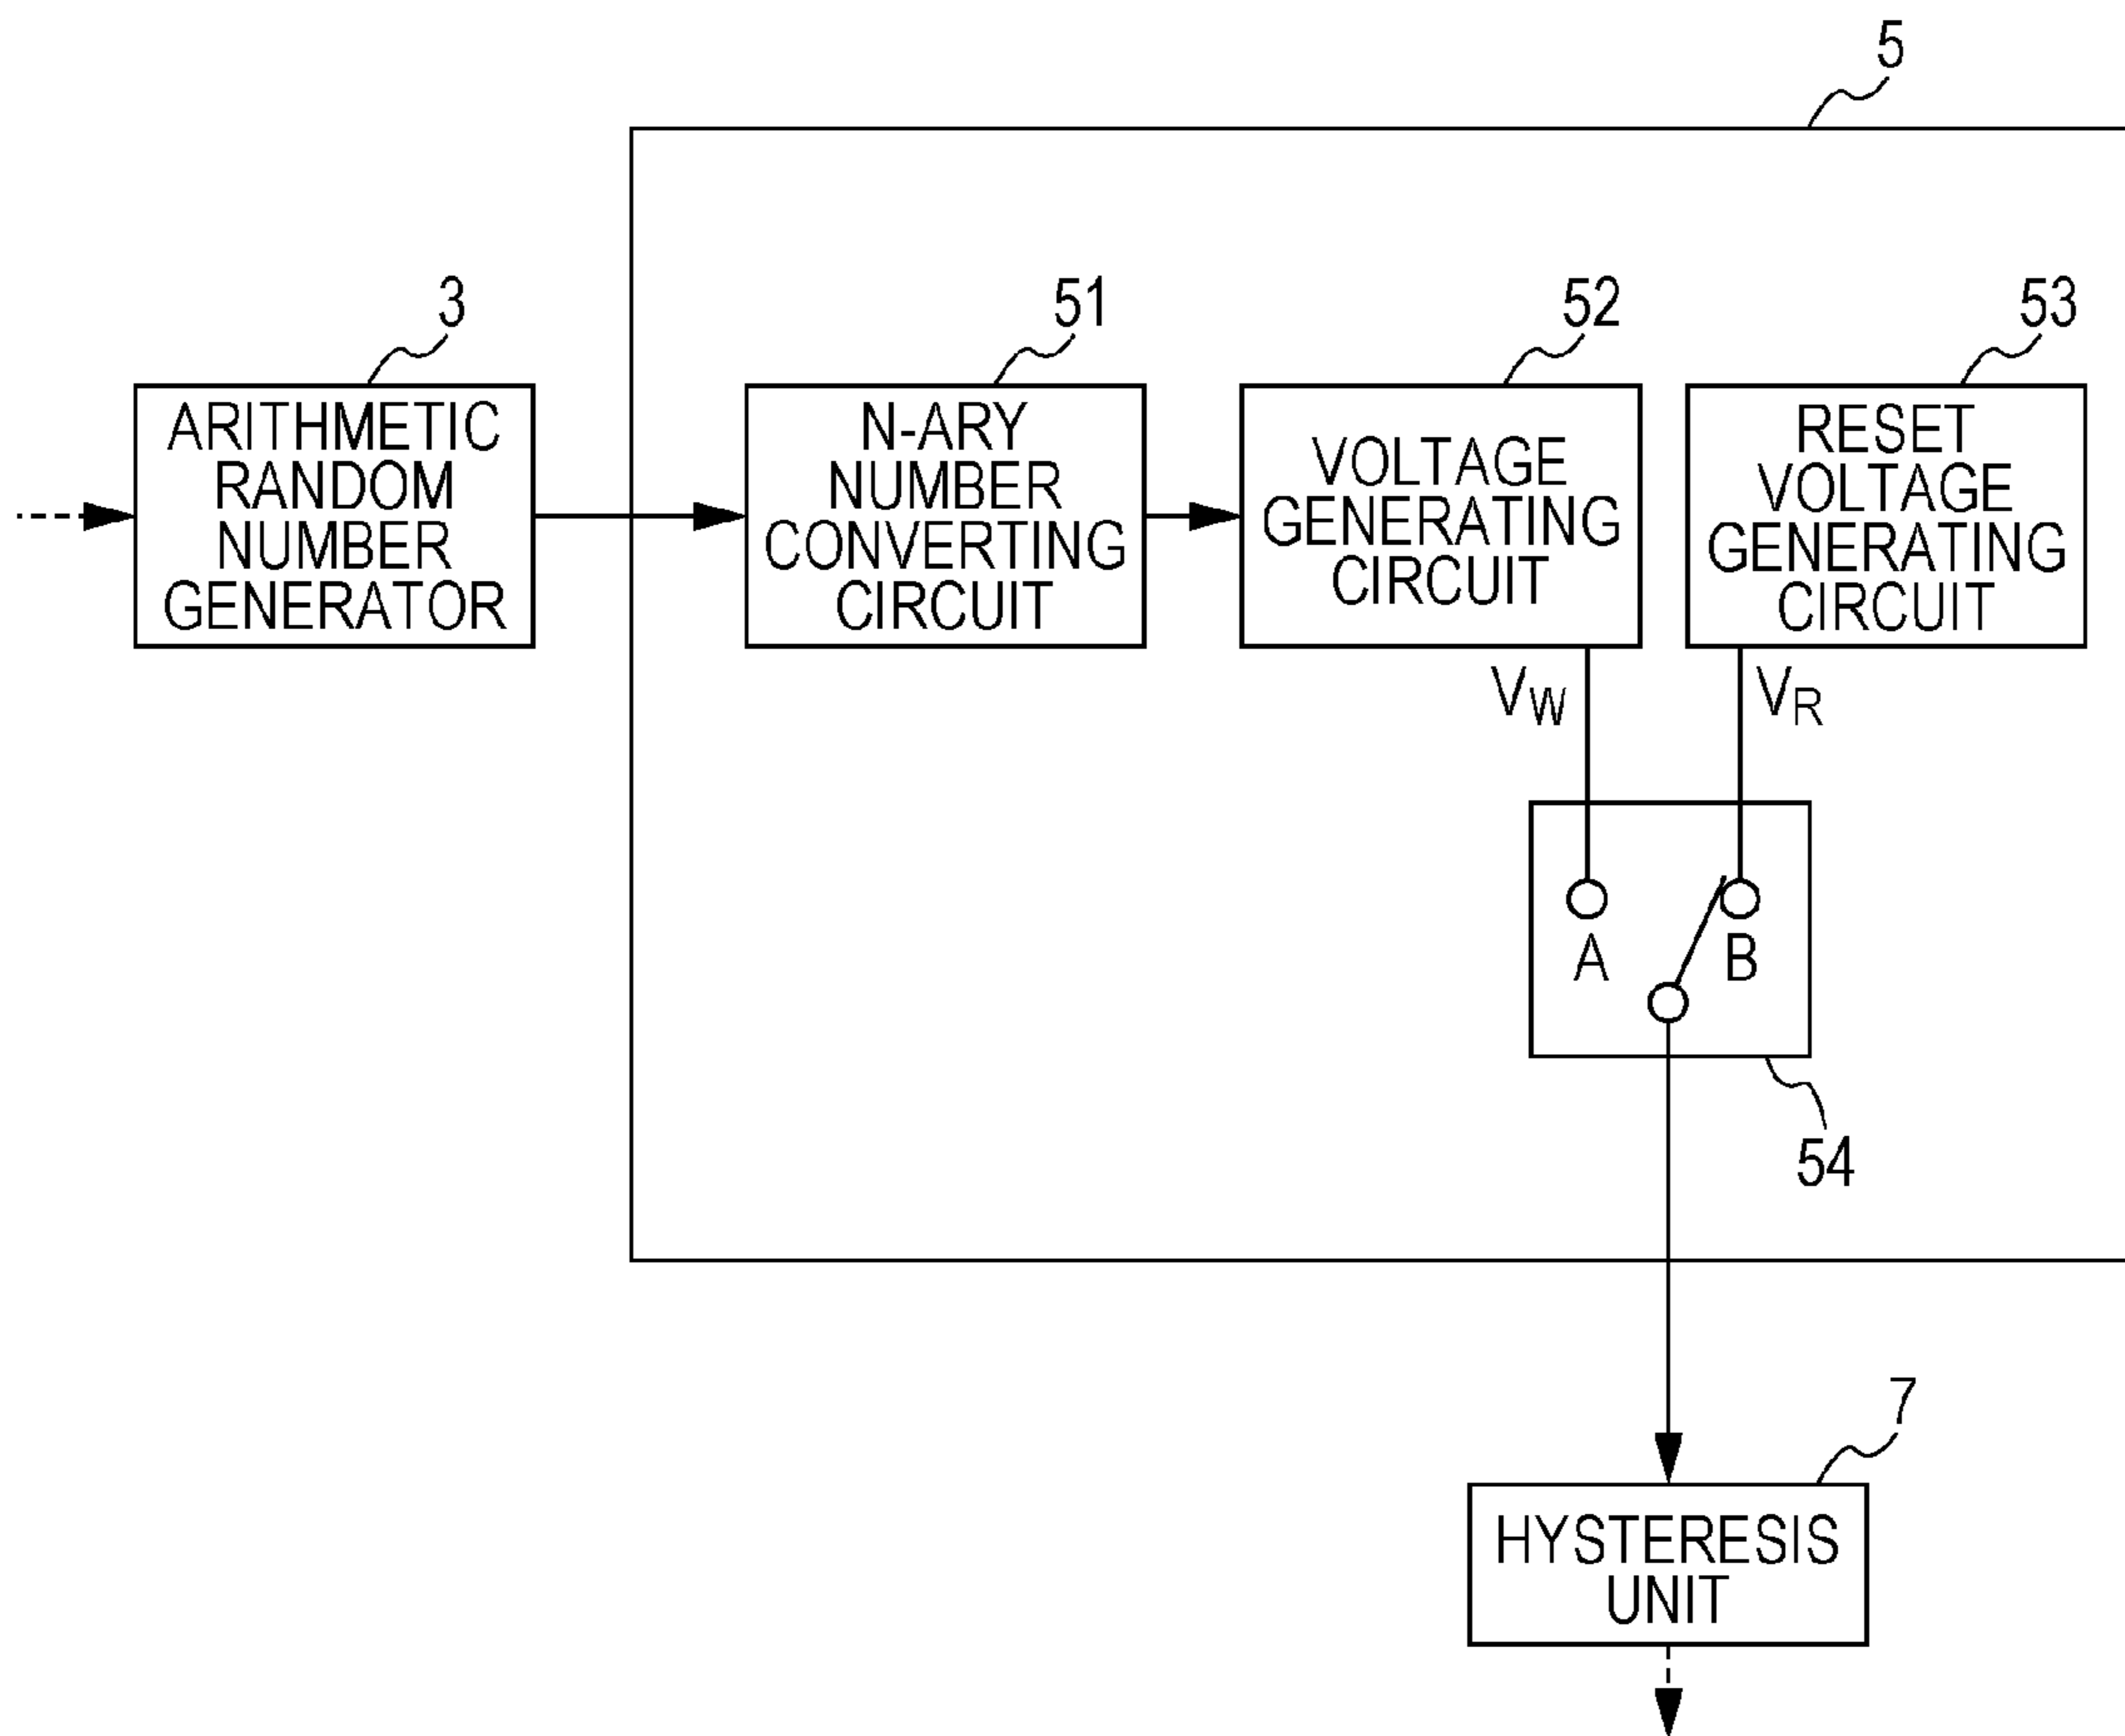 5
3
51
52
53
ARITHMETIC
RANDOM
NUMBER
GENERATOR
N-ARY
NUMBER
CONVERTING
CIRCUIT
VOLTAGE
GENERATING
CIRCUIT
RESET
VOLTAGE
GENERATING
CIRCUIT
VW
VR
A
B
54
7
HYSTERESIS
UNIT